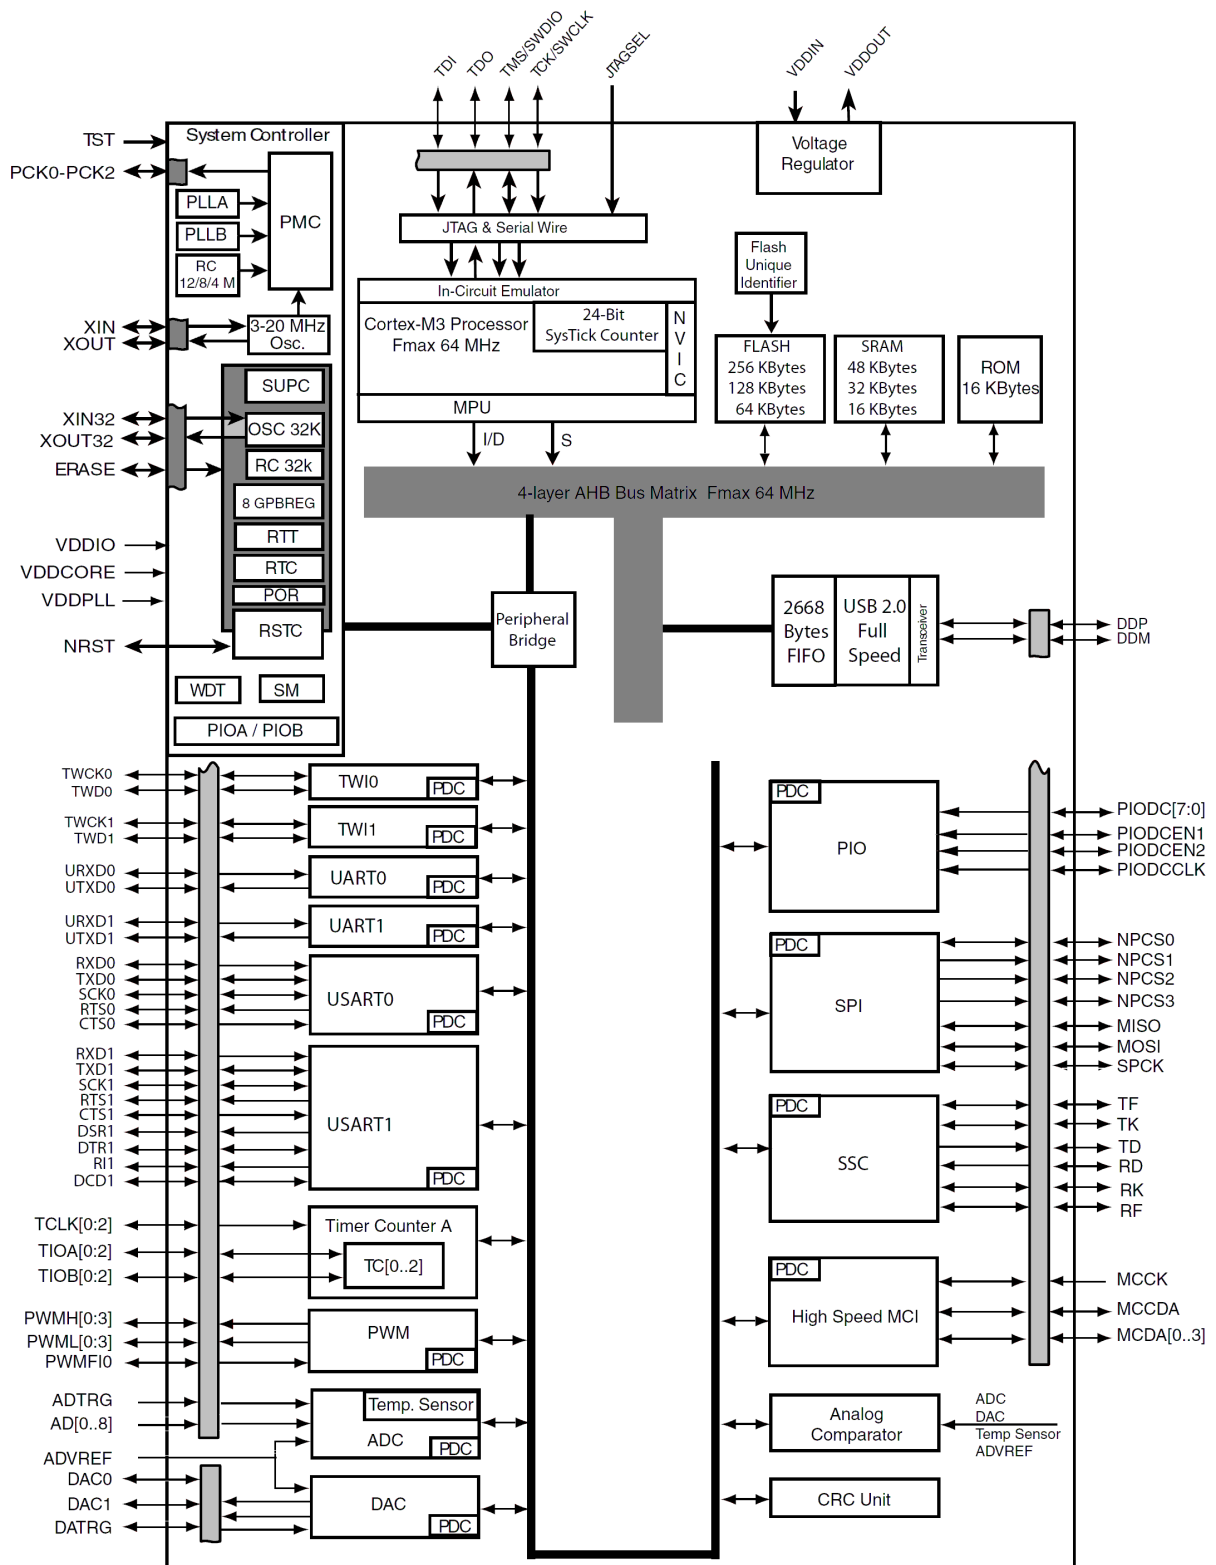 TDI
TDO
TMS/SWDIO
TCK/SWCLK
JTAGSEL
VDDIN
VDDOUT
TST
PCK0-PCK2
System Controller
PLLA
PLLB
RC
12/8/4 M
PMC
XIN
XOUT
3-20 MHz
Osc.
SUPC
XIN32
XOUT32
ERASE
OSC 32K
RC 32k
8 GPBREG
RTT
RTC
POR
RSTC
VDDIO
VDDCORE
VDDPLL
NRST
WDT
SM
PIOA / PIOB
JTAG & Serial Wire
In-Circuit Emulator
Cortex-M3 Processor
Fmax 64 MHz
24-Bit
SysTick Counter
N
V
I
C
MPU
I/D
S
Voltage
Regulator
Flash
Unique
Identifier
FLASH
256 KBytes
128 KBytes
64 KBytes
SRAM
48 KBytes
32 KBytes
16 KBytes
ROM
16 KBytes
4-layer AHB Bus Matrix Fmax 64 MHz
Peripheral
Bridge
2668
Bytes
FIFO
USB 2.0
Full
Speed
Transceiver
DDP
DDM
TWCK0
TWD0
TWI0
PDC
TWCK1
TWD1
TWI1
PDC
URXD0
UTXD0
UART0
PDC
URXD1
UTXD1
UART1
PDC
RXD0
TXD0
SCK0
RTS0
CTS0
USART0
PDC
RXD1
TXD1
SCK1
RTS1
CTS1
DSR1
DTR1
RI1
DCD1
USART1
PDC
TCLK[0:2]
TIOA[0:2]
TIOB[0:2]
Timer Counter A
TC[0..2]
PWMH[0:3]
PWML[0:3]
PWMFI0
PWM
PDC
ADTRG
AD[0..8]
ADVREF
Temp. Sensor
ADC
PDC
DAC0
DAC1
DATRG
DAC
PDC
PDC
PIO
PIODC[7:0]
PIODCEN1
PIODCEN2
PIODCCLK
PDC
SPI
NPCS0
NPCS1
NPCS2
NPCS3
MISO
MOSI
SPCK
PDC
SSC
TF
TK
TD
RD
RK
RF
PDC
High Speed MCI
MCCK
MCCDA
MCDA[0..3]
Analog
Comparator
ADC
DAC
Temp Sensor
ADVREF
CRC Unit